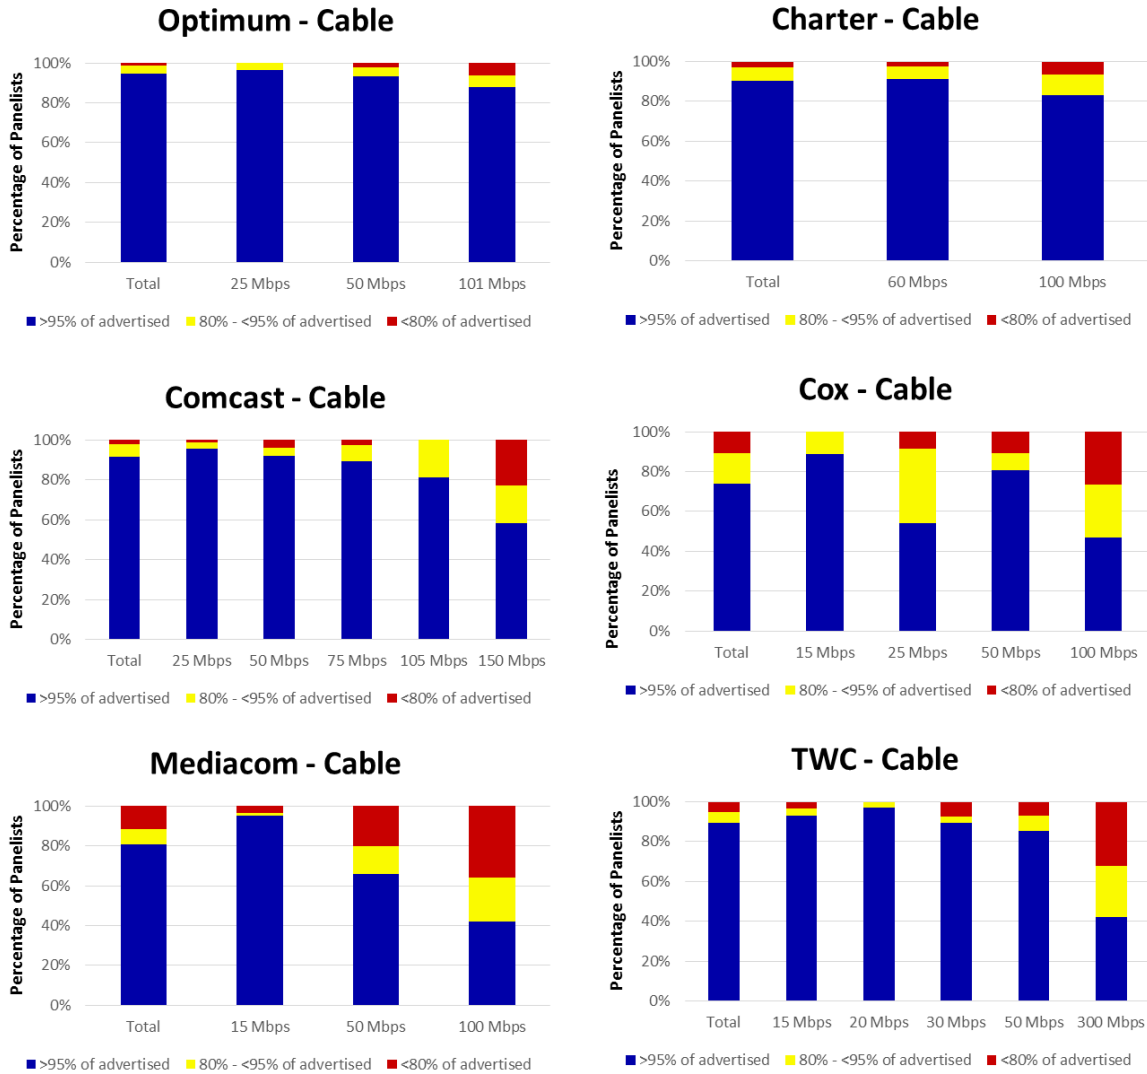 Optimum - Cable
Percentage of Panelists
100%
80%
60%
40%
20%
0%
Total 25 Mbps 50 Mbps 101 Mbps
>95% of advertised 80% - <95% of advertised <80% of advertised
Charter - Cable
Percentage of Panelists
100%
80%
60%
40%
20%
0%
Total 60 Mbps 100 Mbps
>95% of advertised 80% - <95% of advertised <80% of advertised
Comcast - Cable
Percentage of Panelists
100%
80%
60%
40%
20%
0%
Total 25 Mbps 50 Mbps 75 Mbps 105 Mbps 150 Mbps
>95% of advertised 80% - <95% of advertised <80% of advertised
Cox - Cable
Percentage of Panelists
100%
80%
60%
40%
20%
0%
Total 15 Mbps 25 Mbps 50 Mbps 100 Mbps
>95% of advertised 80% - <95% of advertised <80% of advertised
Mediacom - Cable
Percentage of Panelists
100%
80%
60%
40%
20%
0%
Total 15 Mbps 50 Mbps 100 Mbps
>95% of advertised 80% - <95% of advertised <80% of advertised
TWC - Cable
Percentage of Panelists
100%
80%
60%
40%
20%
0%
Total 15 Mbps 20 Mbps 30 Mbps 50 Mbps 300 Mbps
>95% of advertised 80% - <95% of advertised <80% of advertised